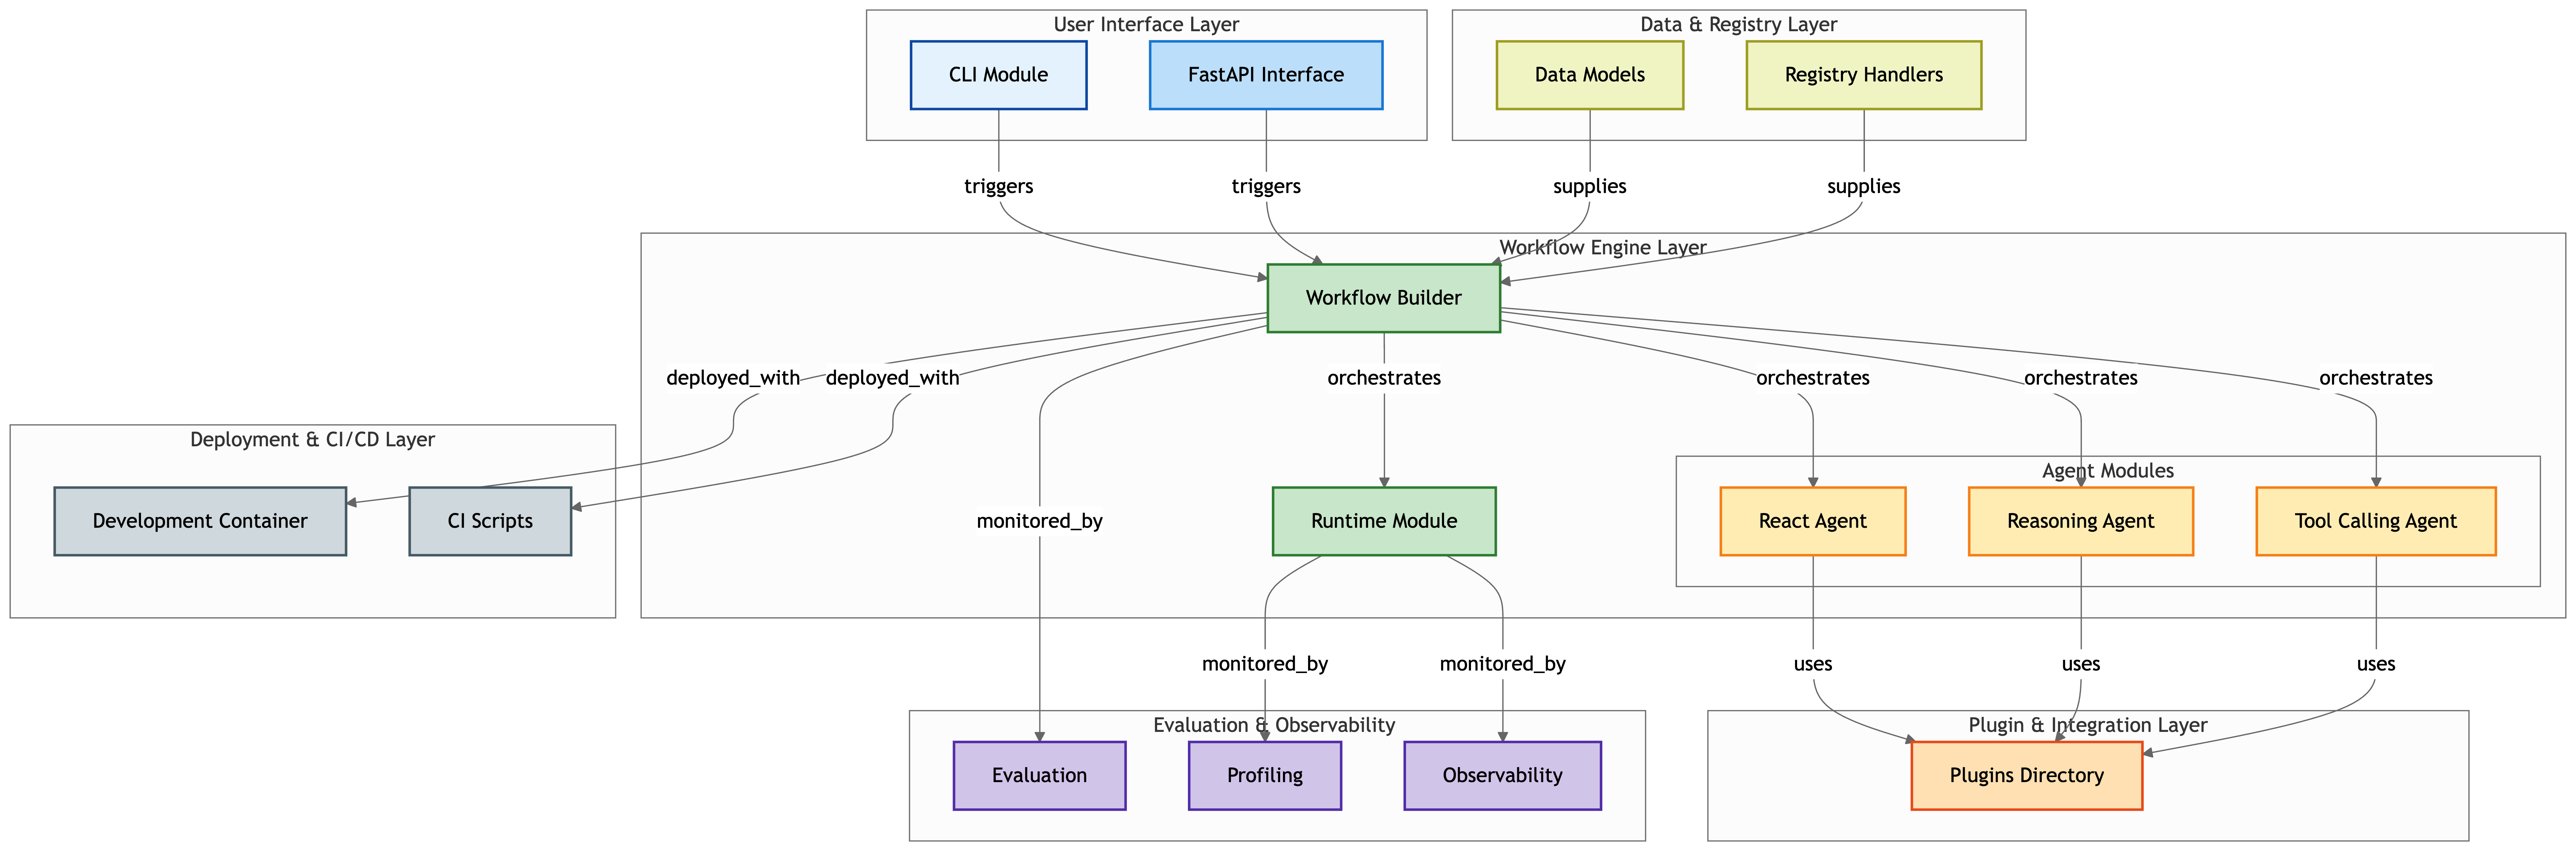 User Interface Layer
Data & Registry Layer
CLI Module
FastAPI Interface
Data Models
Registry Handlers
triggers
triggers
supplies
supplies
Workflow Engine Layer
Workflow Builder
deployed_with
deployed_with
orchestrates
orchestrates
orchestrates
orchestrates
Deployment & CI/CD Layer
Agent Modules
Development Container
CI Scripts
monitored_by
Runtime Module
React Agent
Reasoning Agent
Tool Calling Agent
monitored_by
monitored_by
uses
uses
uses
Evaluation & Observability
Plugin & Integration Layer
Evaluation
Profiling
Observability
Plugins Directory